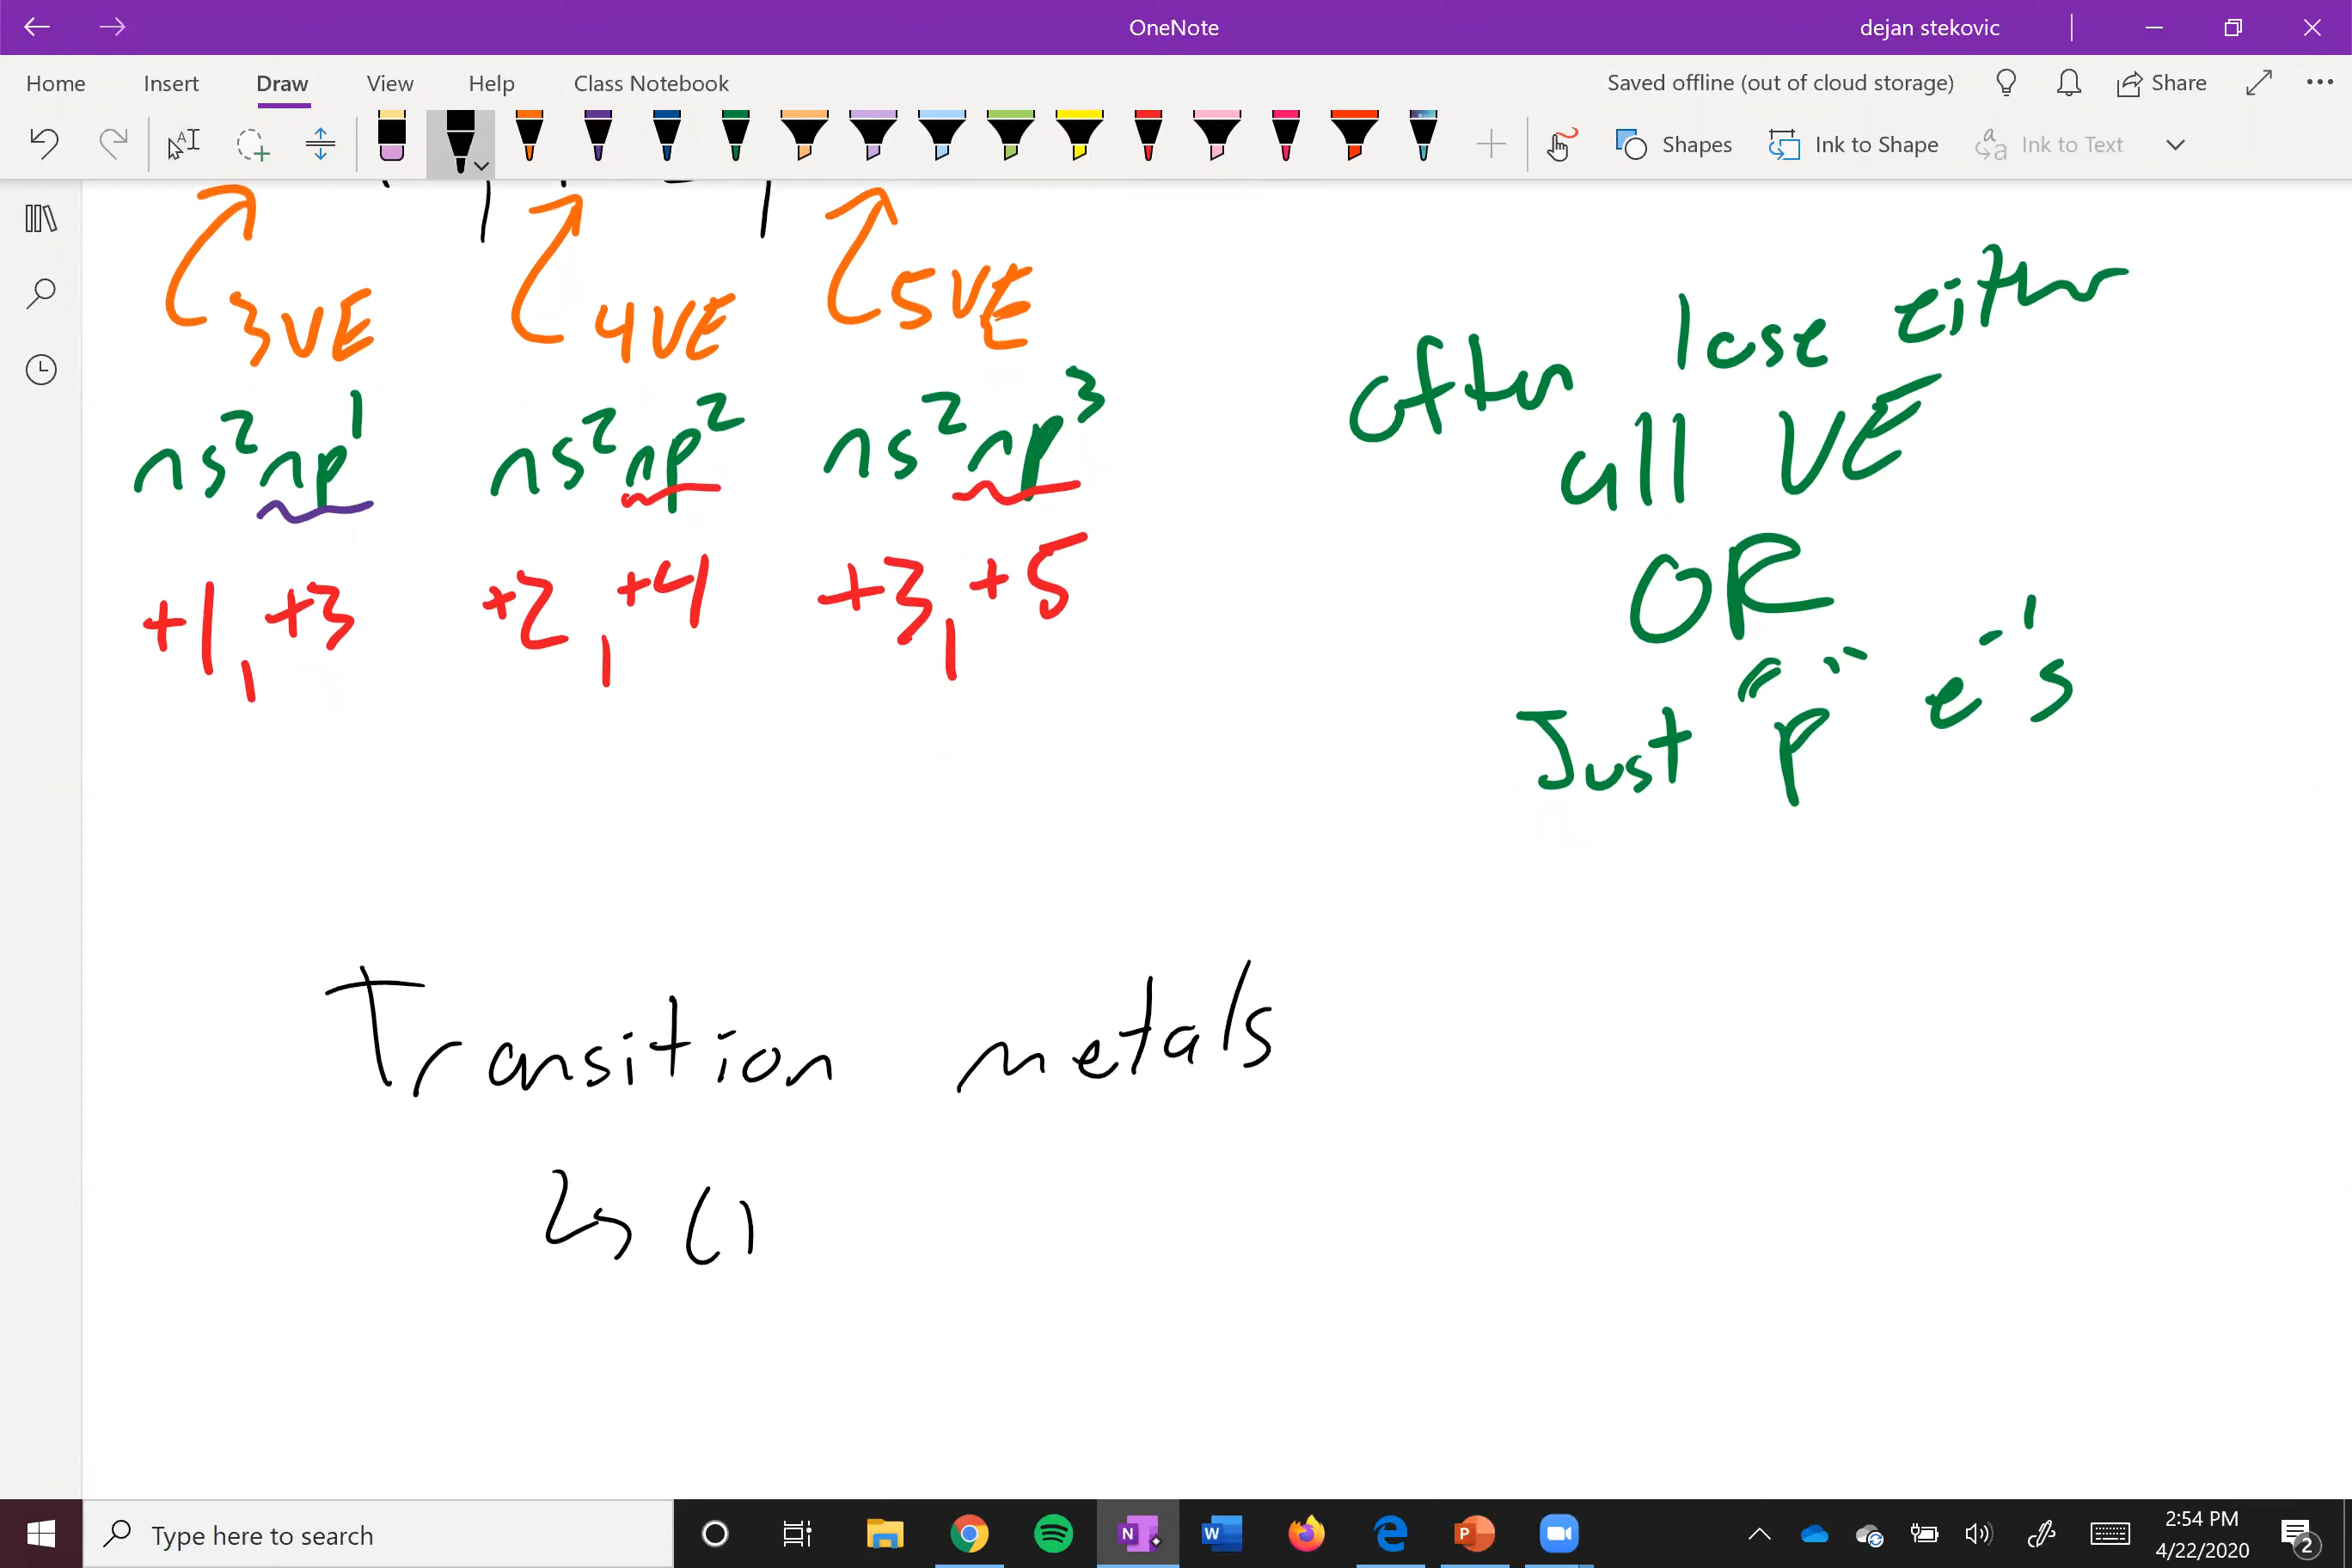 OneNote
dejan stekovic
Home Insert Draw View Help Class Notebook
Saved offline (out of cloud storage) Share
Shapes Ink to Shape Ink to Text
3VE 4VE 5VE
ns²np¹ ns²np² ns²np³
+1, +3 +2, +4 +3, +5
often lose either
all VE
OR
Just "p" e⁻'s
Transition metals
Type here to search
2:54 PM
4/22/2020
2